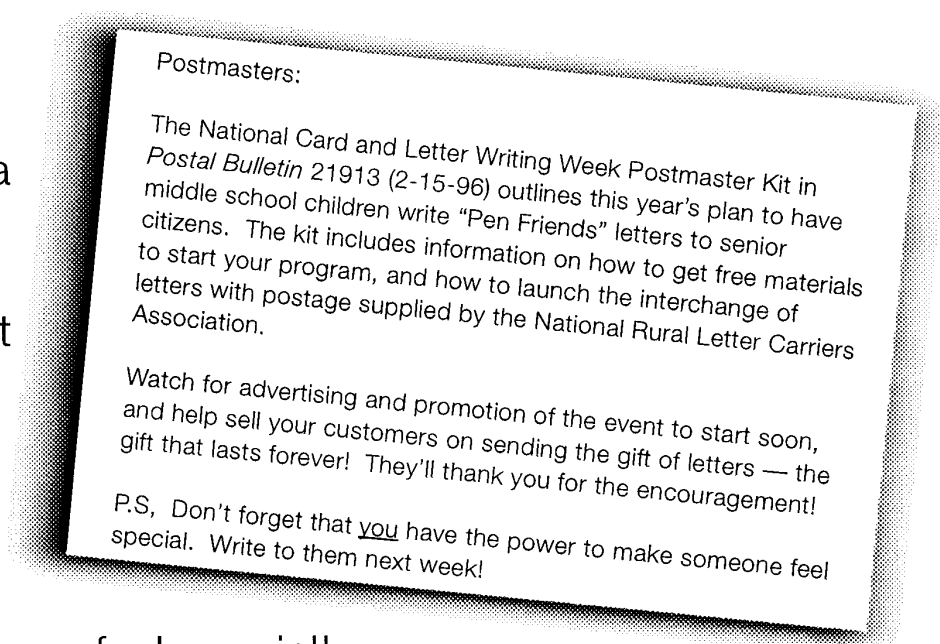 Postmasters:
The National Card and Letter Writing Week Postmaster Kit in
Postal Bulletin 21913 (2-15-96) outlines this year's plan to have
middle school children write “Pen Friends” letters to senior
citizens.  The kit includes information on how to get free materials
to start your program, and how to launch the interchange of
letters with postage supplied by the National Rural Letter Carriers
Association.
Watch for advertising and promotion of the event to start soon,
and help sell your customers on sending the gift of letters — the
gift that lasts forever!  They'll thank you for the encouragement!
P.S,  Don't forget that you have the power to make someone feel
special.  Write to them next week!
a
t